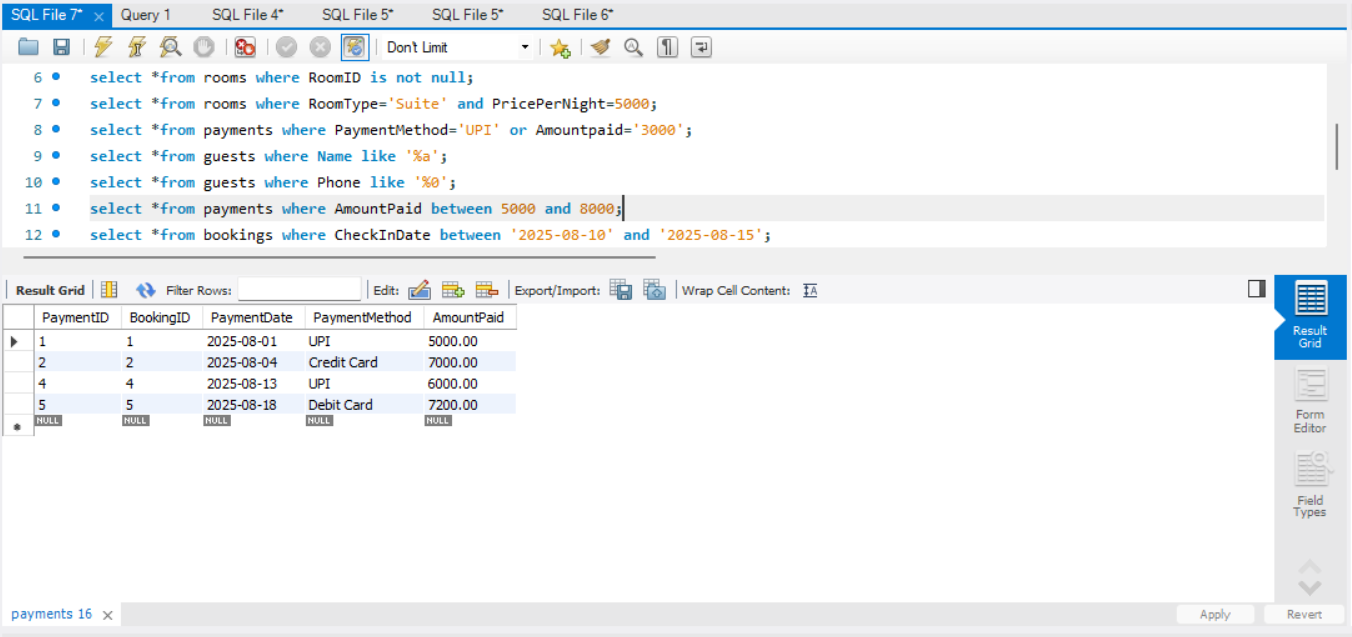 SQL File 7* Query 1 SQL File 4* SQL File 5* SQL File 5* SQL File 6*
Don't Limit
6 select *from rooms where RoomID is not null;
7 select *from rooms where RoomType='Suite' and PricePerNight=5000;
8 select *from payments where PaymentMethod='UPI' or Amountpaid='3000';
9 select *from guests where Name like '%a';
10 select *from guests where Phone like '%0';
11 select *from payments where AmountPaid between 5000 and 8000;
12 select *from bookings where CheckInDate between '2025-08-10' and '2025-08-15';
Result Grid Filter Rows: Edit: Export/Import: Wrap Cell Content: IA
PaymentID BookingID PaymentDate PaymentMethod AmountPaid
1 1 2025-08-01 UPI 5000.00
2 2 2025-08-04 Credit Card 7000.00
4 4 2025-08-13 UPI 6000.00
5 5 2025-08-18 Debit Card 7200.00
NULL NULL NULL NULL NULL
Result
Grid
Form
Editor
Field
Types
payments 16 Apply Revert